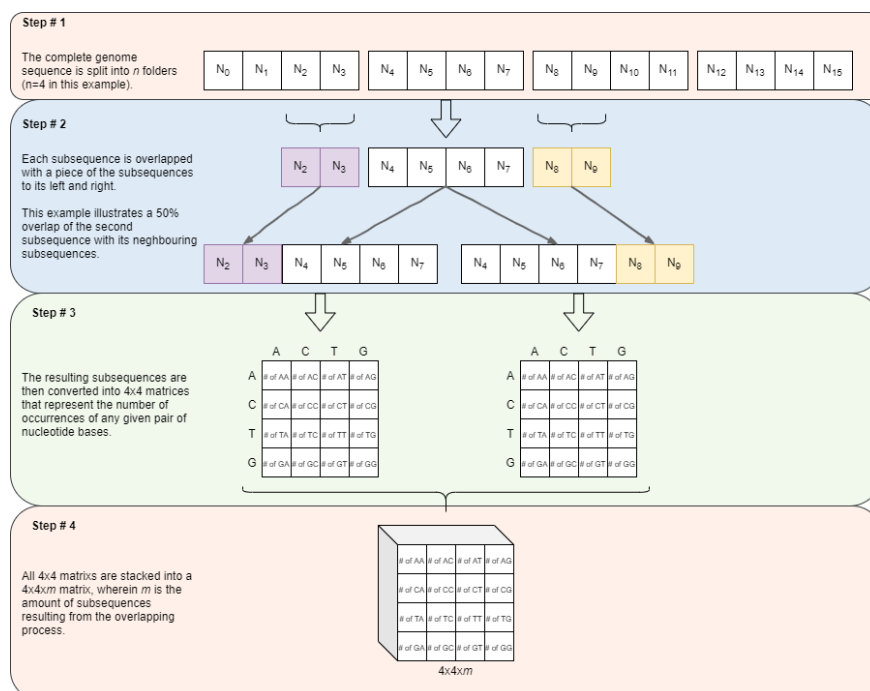 Step # 1
The complete genome
sequence is split into n folders
(n=4 in this example).
N0 N1 N2 N3 N4 N5 N6 N7 N8 N9 N10 N11 N12 N13 N14 N15
Step # 2
Each subsequence is overlapped
with a piece of the subsequences
to its left and right.
This example illustrates a 50%
overlap of the second
subsequence with its neghbouring
subsequences.
N2 N3 N4 N5 N6 N7 N8 N9
N2 N3 N4 N5 N6 N7 N4 N5 N6 N7 N8 N9
Step # 3
The resulting subsequences are
then converted into 4x4 matrices
that represent the number of
occurrences of any given pair of
nucleotide bases.
A C T G
A # of AA # of AC # of AT # of AG
C # of CA # of CC # of CT # of CG
T # of TA # of TC # of TT # of TG
G # of GA # of GC # of GT # of GG
A C T G
A # of AA # of AC # of AT # of AG
C # of CA # of CC # of CT # of CG
T # of TA # of TC # of TT # of TG
G # of GA # of GC # of GT # of GG
Step # 4
All 4x4 matrixs are stacked into a
4x4xm matrix, wherein m is the
amount of subsequences
resulting from the overlapping
process.
# of AA # of AC # of AT # of AG
# of CA # of CC # of CT # of CG
# of TA # of TC # of TT # of TG
# of GA # of GC # of GT # of GG
4x4xm